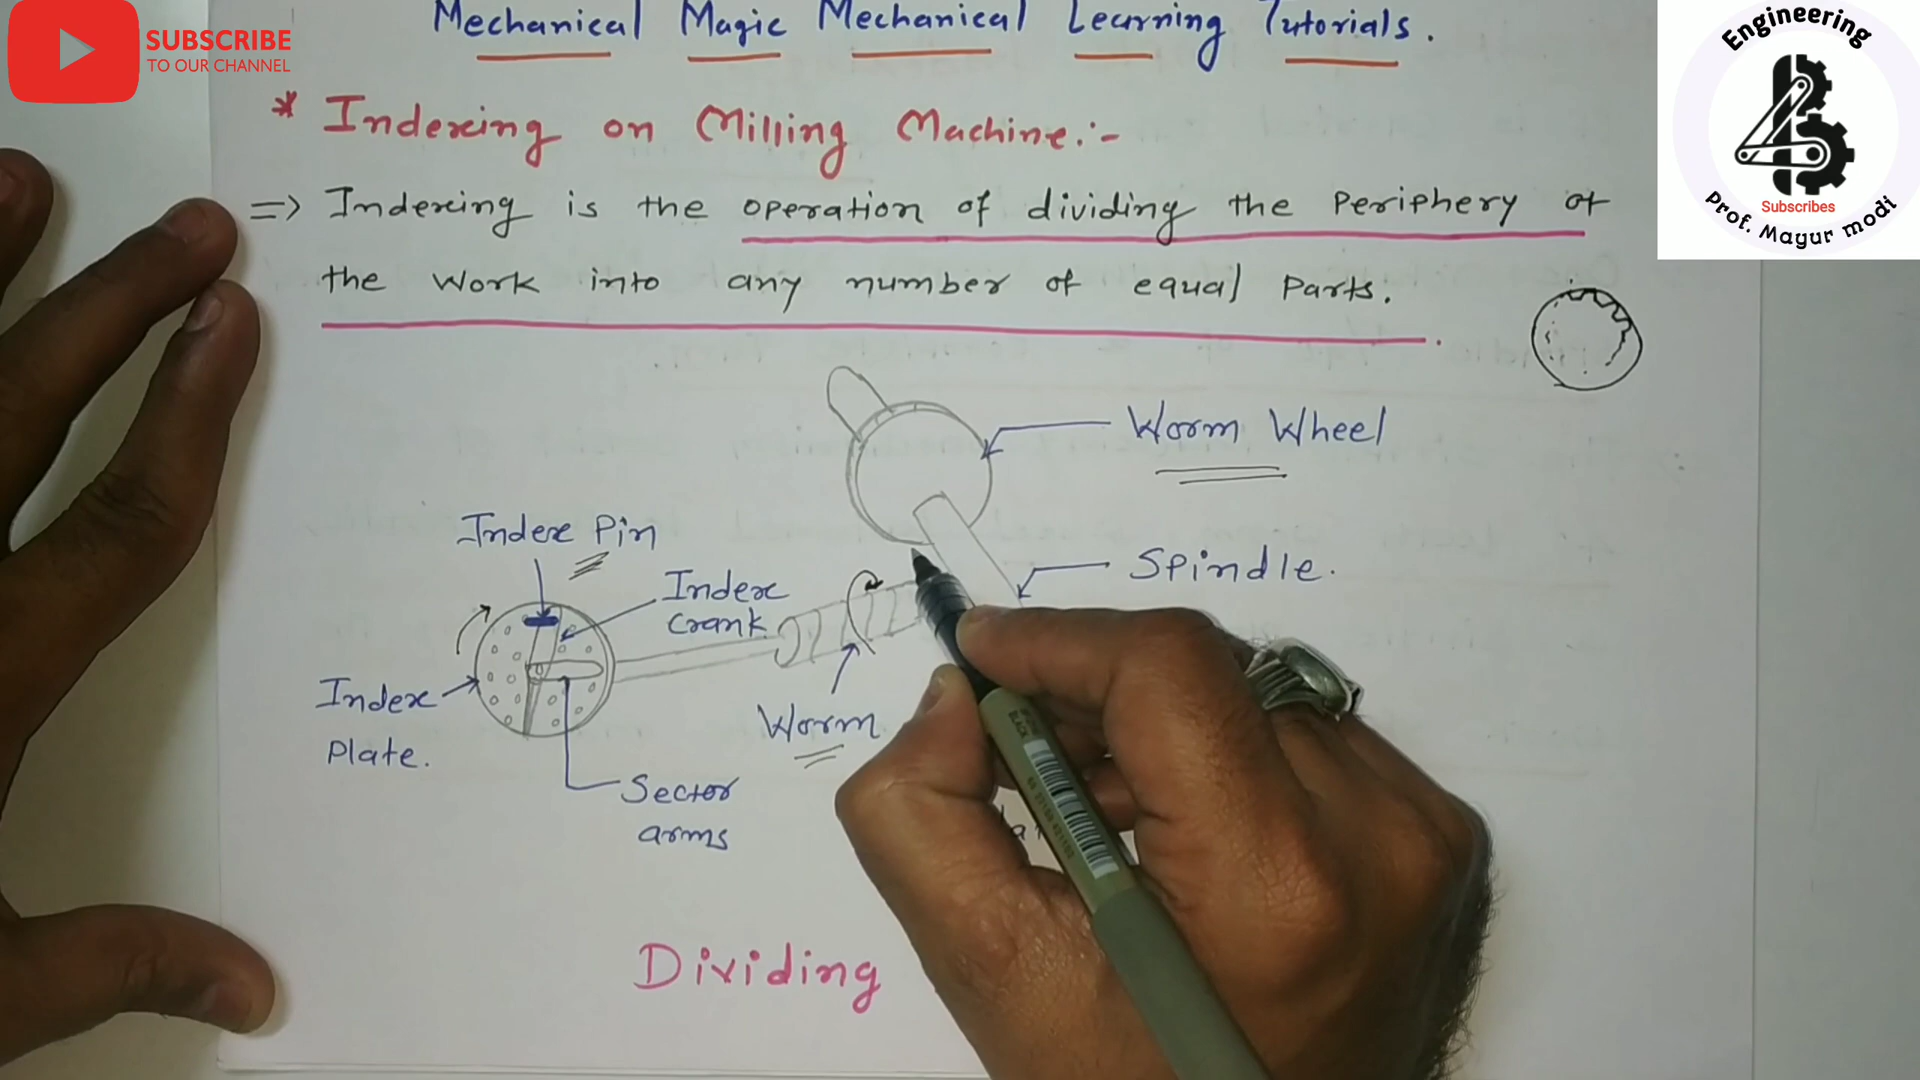 Mechanical Magic Mechanical Learning Tutorials.
SUBSCRIBE
TO OUR CHANNEL
Engineering
Subscribes
Prof. Mayur modi
* Indexing on Milling Machine:-
=> Indexing is the operation of dividing the Periphery of
the work into any number of equal Parts.
Worm Wheel
Index Pin
Spindle.
Index
crank
Index
Plate.
Worm
Sector
arms
Dividing